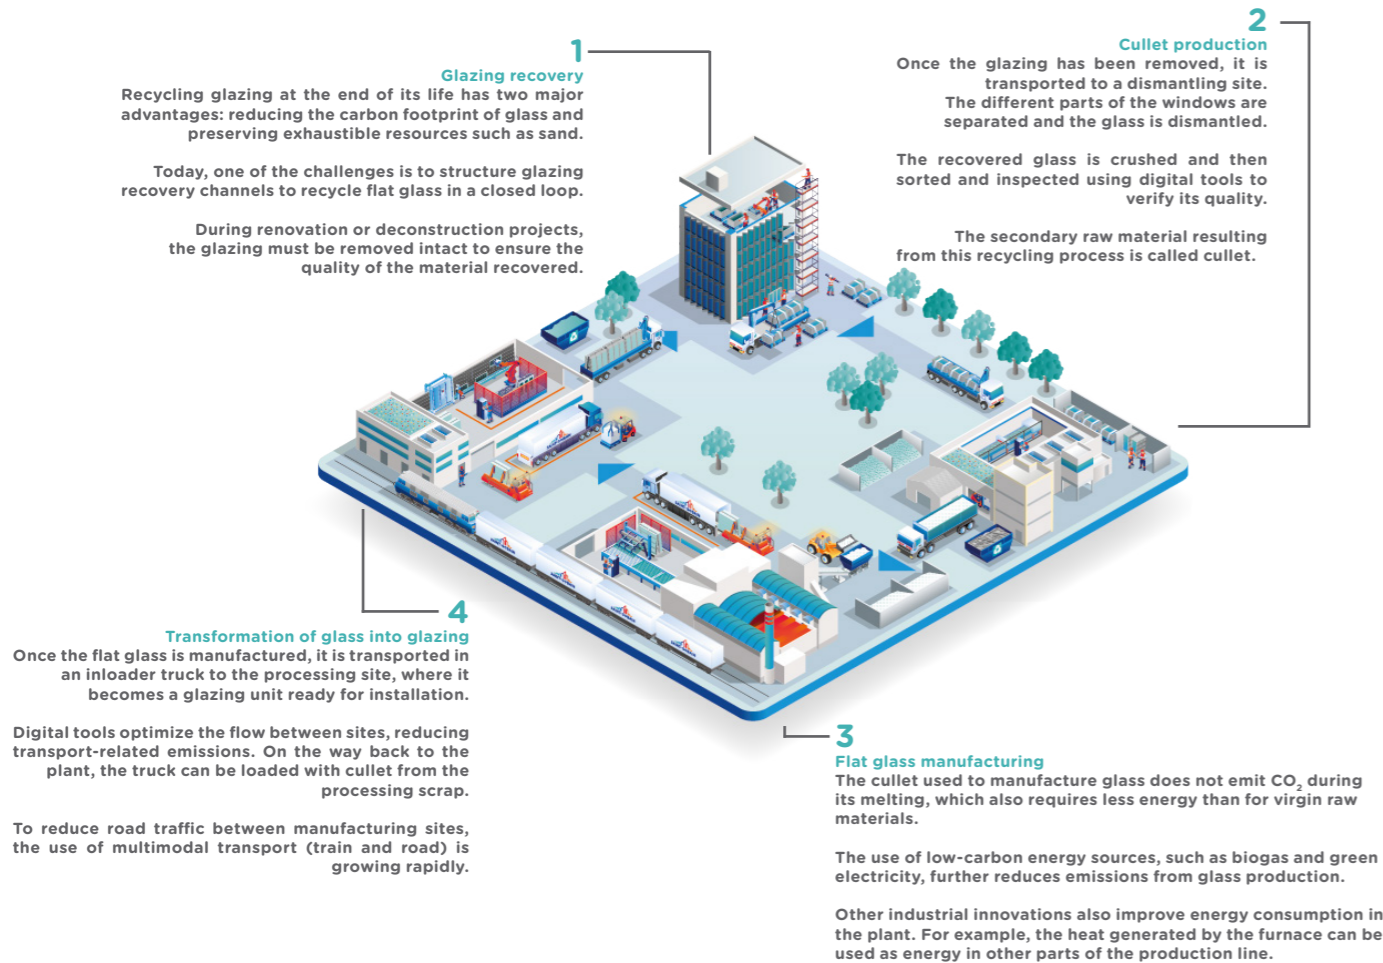 1
Glazing recovery
Recycling glazing at the end of its life has two major
advantages: reducing the carbon footprint of glass and
preserving exhaustible resources such as sand.
Today, one of the challenges is to structure glazing
recovery channels to recycle flat glass in a closed loop.
During renovation or deconstruction projects,
the glazing must be removed intact to ensure the
quality of the material recovered.
2
Cullet production
Once the glazing has been removed, it is
transported to a dismantling site.
The different parts of the windows are
separated and the glass is dismantled.
The recovered glass is crushed and then
sorted and inspected using digital tools to
verify its quality.
The secondary raw material resulting
from this recycling process is called cullet.
3
Flat glass manufacturing
The cullet used to manufacture glass does not emit CO₂ during
its melting, which also requires less energy than for virgin raw
materials.
The use of low-carbon energy sources, such as biogas and green
electricity, further reduces emissions from glass production.
Other industrial innovations also improve energy consumption in
the plant. For example, the heat generated by the furnace can be
used as energy in other parts of the production line.
4
Transformation of glass into glazing
Once the flat glass is manufactured, it is transported in
an inloader truck to the processing site, where it
becomes a glazing unit ready for installation.
Digital tools optimize the flow between sites, reducing
transport-related emissions. On the way back to the
plant, the truck can be loaded with cullet from the
processing scrap.
To reduce road traffic between manufacturing sites,
the use of multimodal transport (train and road) is
growing rapidly.